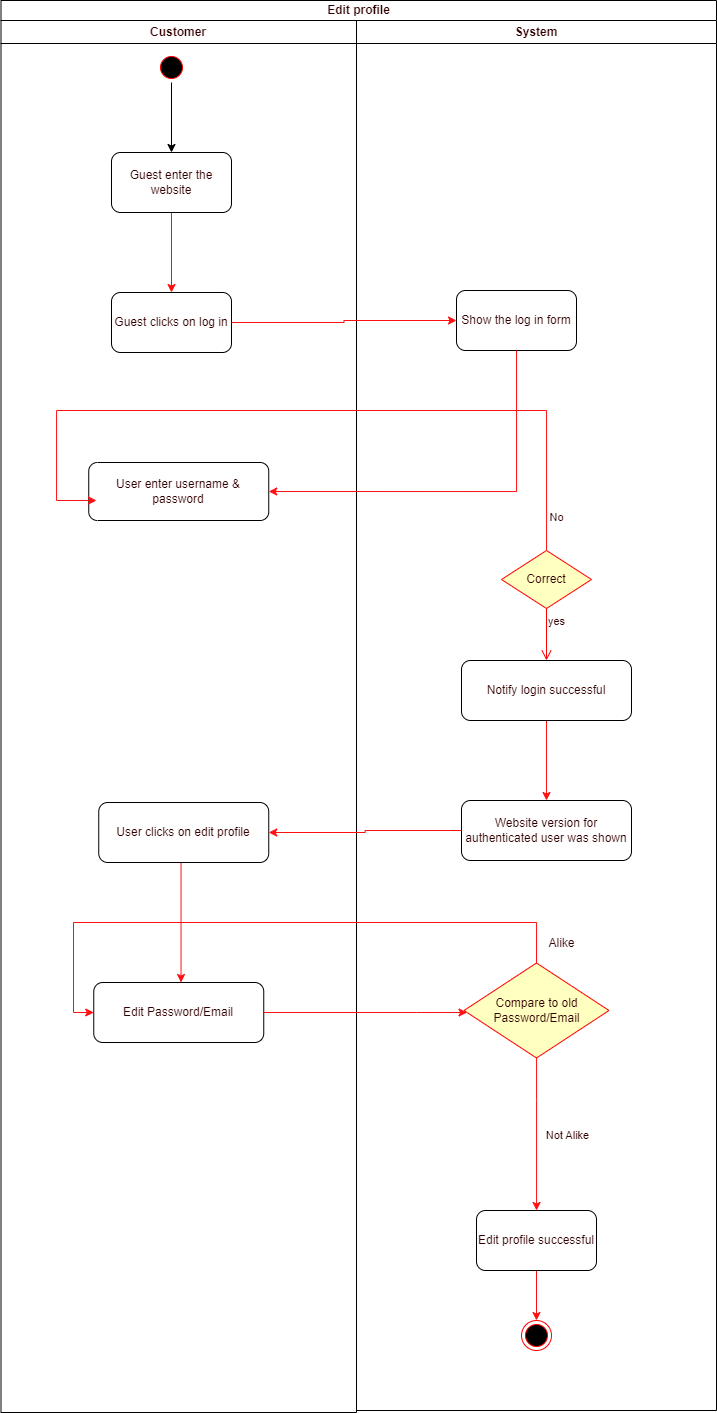 Edit profile
Customer
System
Guest enter the
website
Guest clicks on log in
Show the log in form
User enter username &
password
No
Correct
yes
Notify login successful
Website version for
authenticated user was shown
User clicks on edit profile
Alike
Compare to old
Password/Email
Edit Password/Email
Not Alike
Edit profile successful